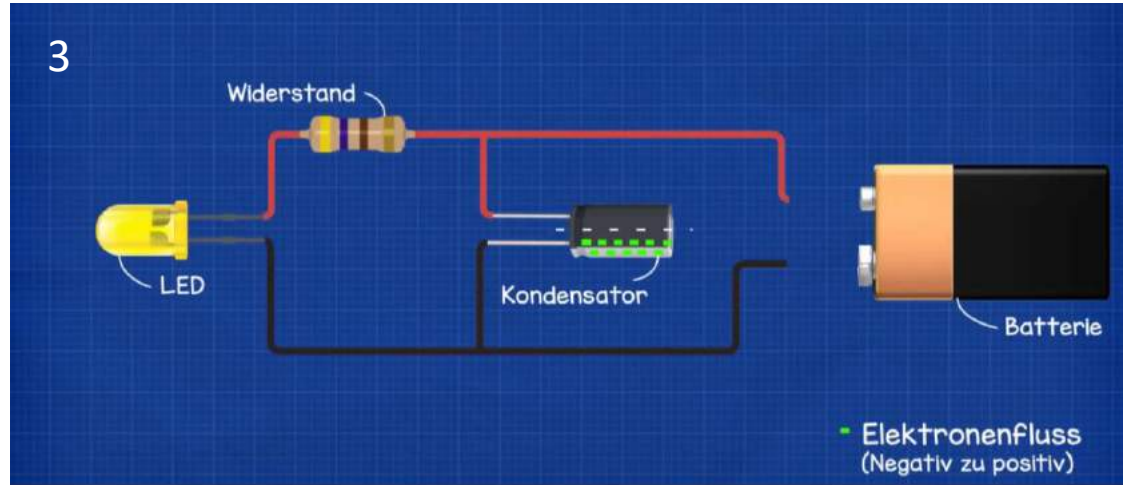 3
Widerstand
LED
Kondensator
Batterie
Elektronenfluss
(Negativ zu positiv)